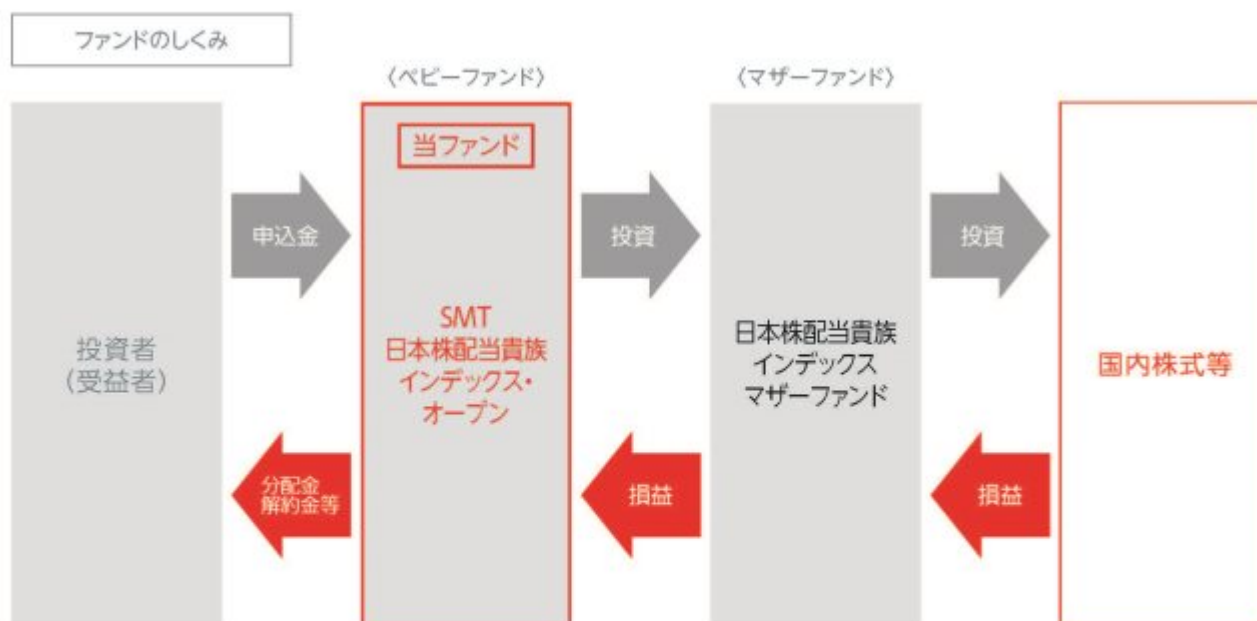 ファンドのしくみ
〈ベビーファンド〉
〈マザーファンド〉
投資者
(受益者)
申込金
分配金
解約金等
当ファンド
SMT
日本株配当貴族
インデックス・
オープン
投資
損益
日本株配当貴族
インデックス
マザーファンド
投資
損益
国内株式等